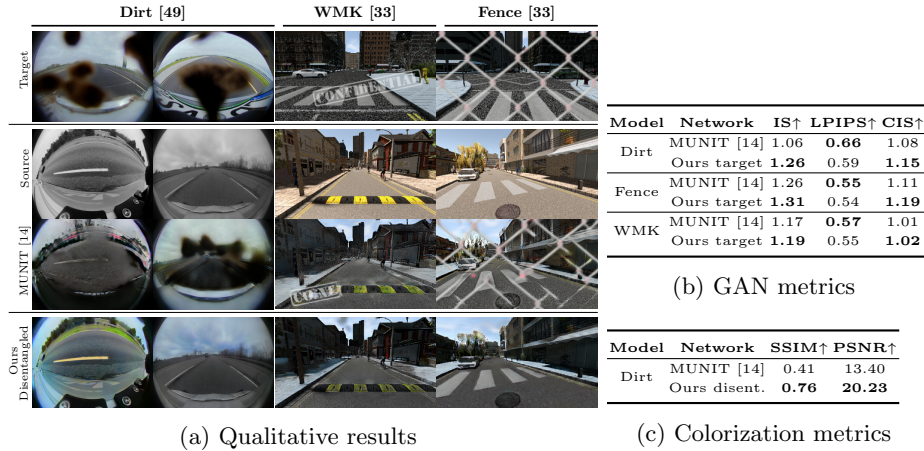 Dirt [49] WMK [33] Fence [33]
Target
CONFIDENTIAL
Source
MUNIT [14]
Ours
Disentangled
(a) Qualitative results
Model Network IS↑ LPIPS↑ CIS↑
Dirt MUNIT [14] 1.06 0.66 1.08
Ours target 1.26 0.59 1.15
Fence MUNIT [14] 1.26 0.55 1.11
Ours target 1.31 0.54 1.19
WMK MUNIT [14] 1.17 0.57 1.01
Ours target 1.19 0.55 1.02
(b) GAN metrics
Model Network SSIM↑ PSNR↑
Dirt MUNIT [14] 0.41 13.40
Ours disent. 0.76 20.23
(c) Colorization metrics